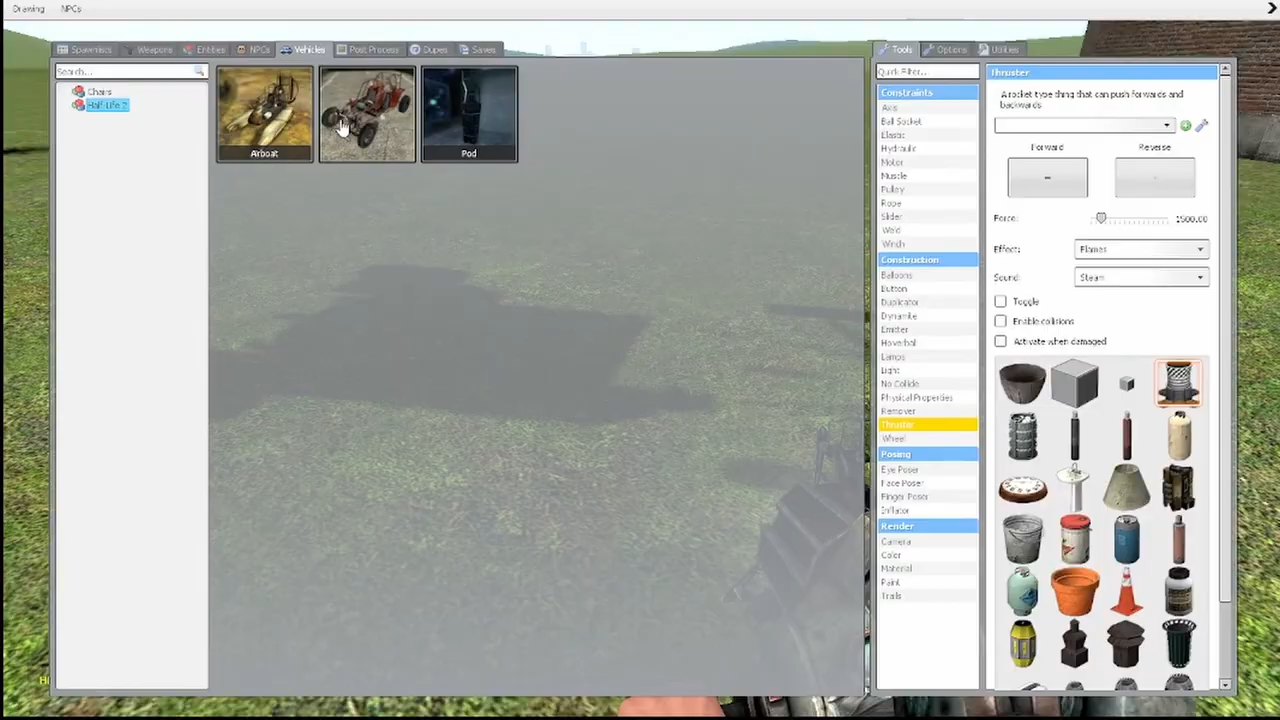 Drawing NPCs
Spawnlists Weapons Entities NPCs Vehicles Post Process Dupes Saves
Search...
Chairs
Half-Life 2
Airboat
Pod
Tools Options Utilities
Quick Filter...
Constraints
Axis
Ball Socket
Elastic
Hydraulic
Motor
Muscle
Pulley
Rope
Slider
Weld
Winch
Construction
Balloons
Button
Duplicator
Dynamite
Emitter
Hoverball
Lamps
Light
No Collide
Physical Properties
Remover
Thruster
Wheel
Posing
Eye Poser
Face Poser
Finger Poser
Inflator
Render
Camera
Color
Material
Paint
Trails
Thruster
A rocket type thing that can push forwards and
backwards
Forward Reverse
Force: 1500.00
Effect: Flames
Sound: Steam
Toggle
Enable collisions
Activate when damaged